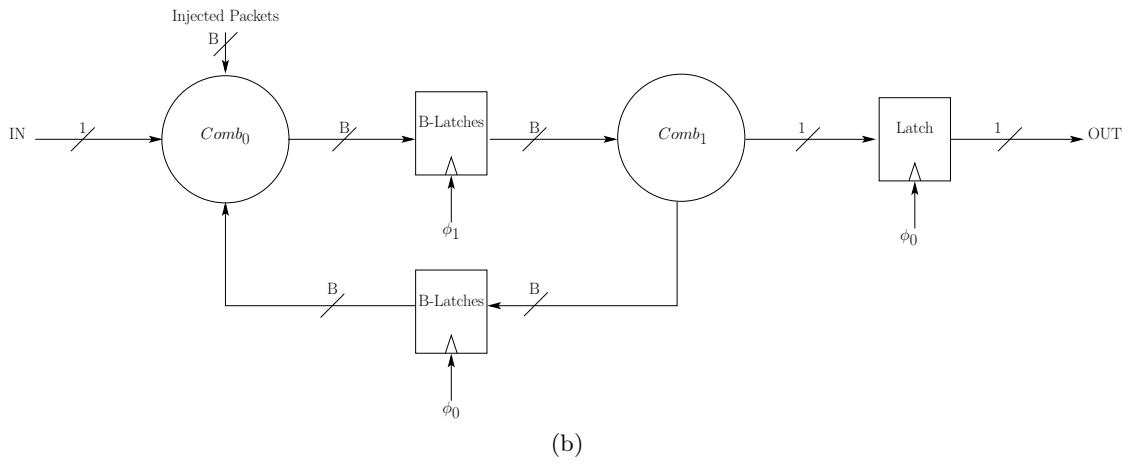 Injected Packets
B
IN
1
Comb₀
B
B-Latches
B
Comb₁
1
Latch
1
OUT
ϕ₁
ϕ₀
B
B-Latches
B
ϕ₀
(b)